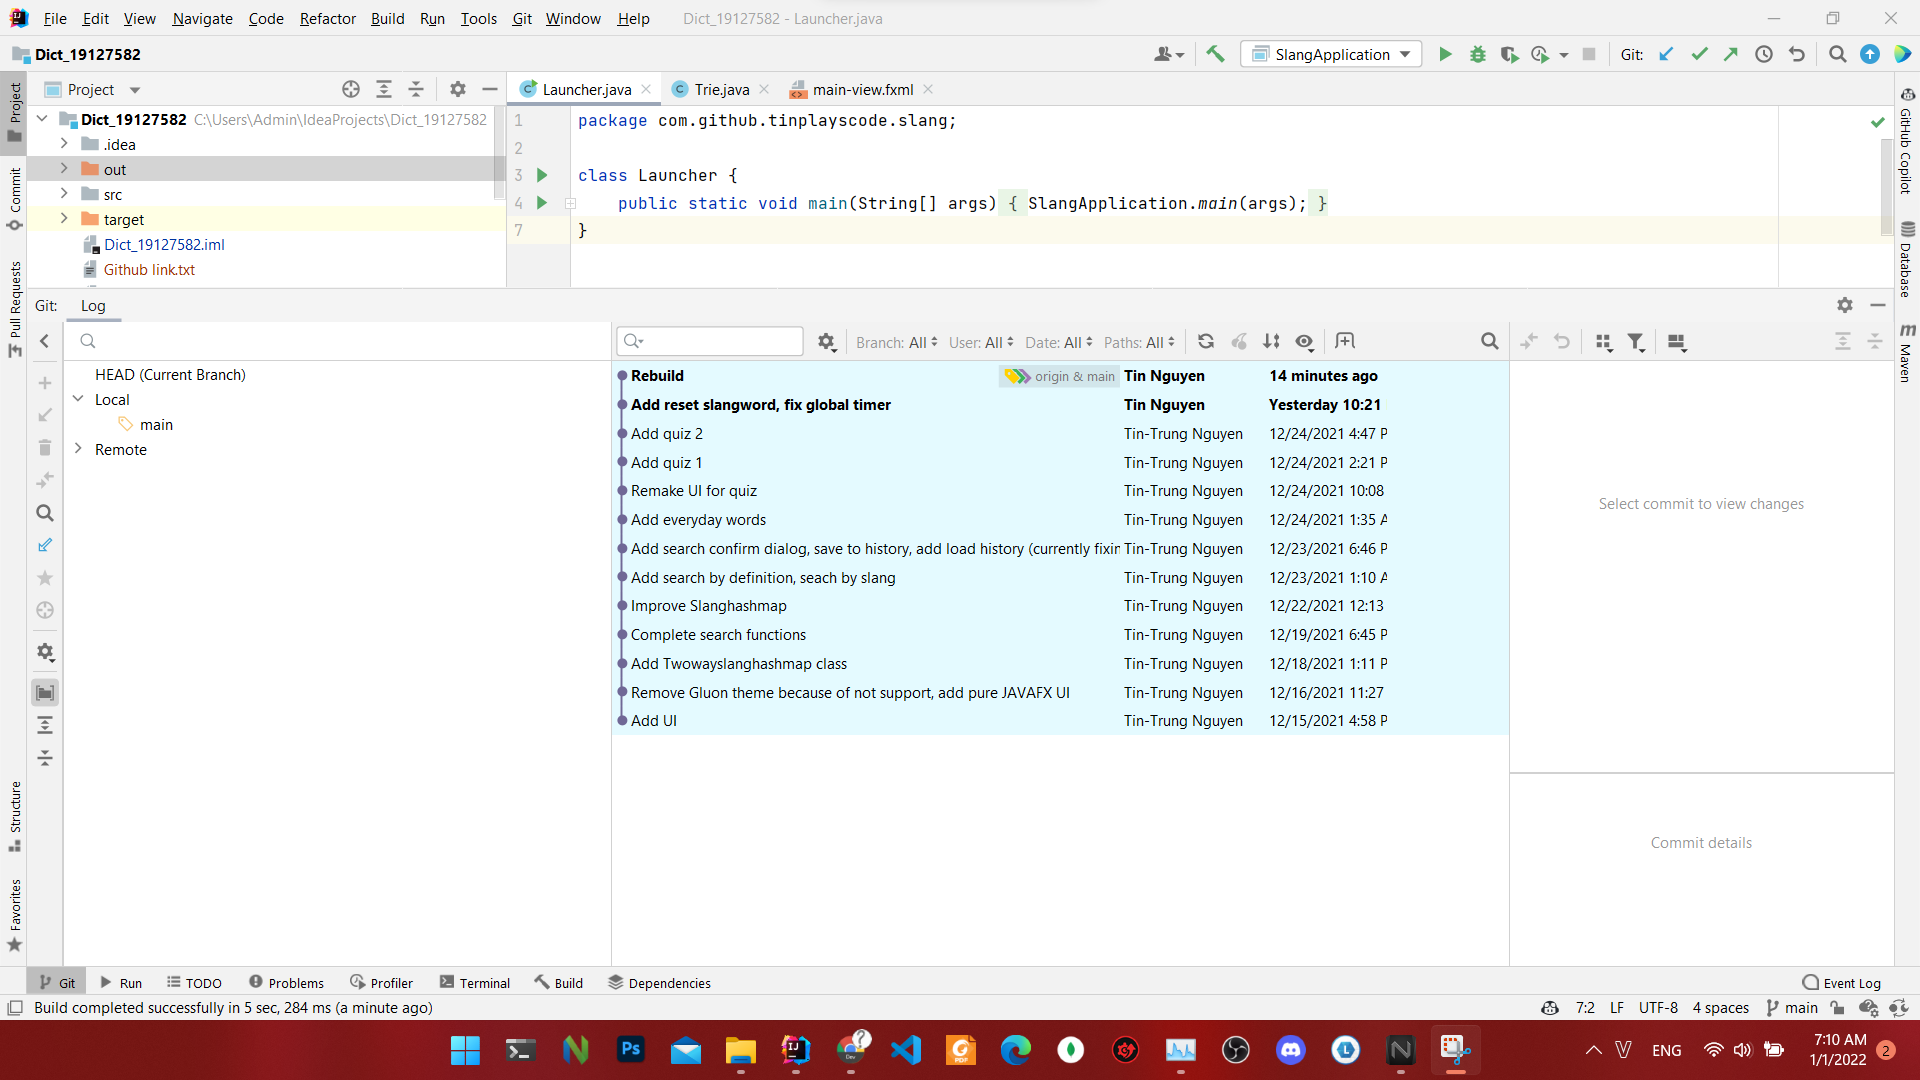 File Edit View Navigate Code Refactor Build Run Tools Git Window Help Dict_19127582 - Launcher.java
Dict_19127582
SlangApplication
Git:
Project
Launcher.java
Trie.java
main-view.fxml
Dict_19127582 C:\Users\Admin\IdeaProjects\Dict_19127582
.idea
out
src
target
Dict_19127582.iml
Github link.txt
1 package com.github.tinplayscode.slang;
2
3 class Launcher {
4 public static void main(String[] args) { SlangApplication.main(args); }
7 }
Project
Commit
Pull Requests
Structure
Favorites
GitHub Copilot
Database
Maven
Git: Log
HEAD (Current Branch)
Local
main
Remote
Branch: All User: All Date: All Paths: All
Rebuild origin & main Tin Nguyen 14 minutes ago
Add reset slangword, fix global timer Tin Nguyen Yesterday 10:21
Add quiz 2 Tin-Trung Nguyen 12/24/2021 4:47 P
Add quiz 1 Tin-Trung Nguyen 12/24/2021 2:21 P
Remake UI for quiz Tin-Trung Nguyen 12/24/2021 10:08
Add everyday words Tin-Trung Nguyen 12/24/2021 1:35 A
Add search confirm dialog, save to history, add load history (currently fixin Tin-Trung Nguyen 12/23/2021 6:46 P
Add search by definition, seach by slang Tin-Trung Nguyen 12/23/2021 1:10 A
Improve Slanghashmap Tin-Trung Nguyen 12/22/2021 12:13
Complete search functions Tin-Trung Nguyen 12/19/2021 6:45 P
Add Twowayslanghashmap class Tin-Trung Nguyen 12/18/2021 1:11 P
Remove Gluon theme because of not support, add pure JAVAFX UI Tin-Trung Nguyen 12/16/2021 11:27
Add UI Tin-Trung Nguyen 12/15/2021 4:58 P
Select commit to view changes
Commit details
Git Run TODO Problems Profiler Terminal Build Dependencies Event Log
Build completed successfully in 5 sec, 284 ms (a minute ago) 7:2 LF UTF-8 4 spaces main
ENG
7:10 AM
1/1/2022
2